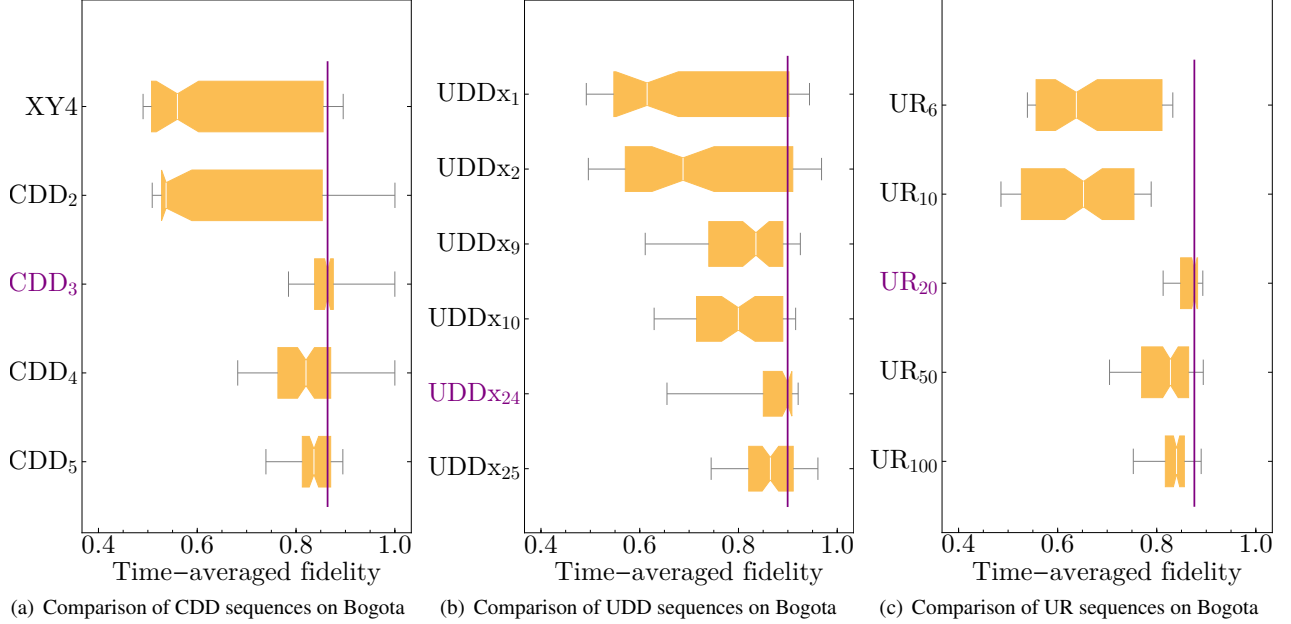 XY4
CDD₂
CDD₃
CDD₄
CDD₅
0.4 0.6 0.8 1.0
Time−averaged fidelity
(a) Comparison of CDD sequences on Bogota
UDDx₁
UDDx₂
UDDx₉
UDDx₁₀
UDDx₂₄
UDDx₂₅
0.4 0.6 0.8 1.0
Time−averaged fidelity
(b) Comparison of UDD sequences on Bogota
UR₆
UR₁₀
UR₂₀
UR₅₀
UR₁₀₀
0.4 0.6 0.8 1.0
Time−averaged fidelity
(c) Comparison of UR sequences on Bogota